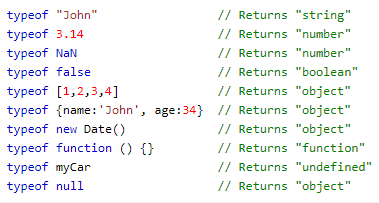 typeof "John"                 // Returns "string"
typeof 3.14                   // Returns "number"
typeof NaN                    // Returns "number"
typeof false                  // Returns "boolean"
typeof [1,2,3,4]              // Returns "object"
typeof {name:'John', age:34}  // Returns "object"
typeof new Date()             // Returns "object"
typeof function () {}         // Returns "function"
typeof myCar                  // Returns "undefined"
typeof null                   // Returns "object"